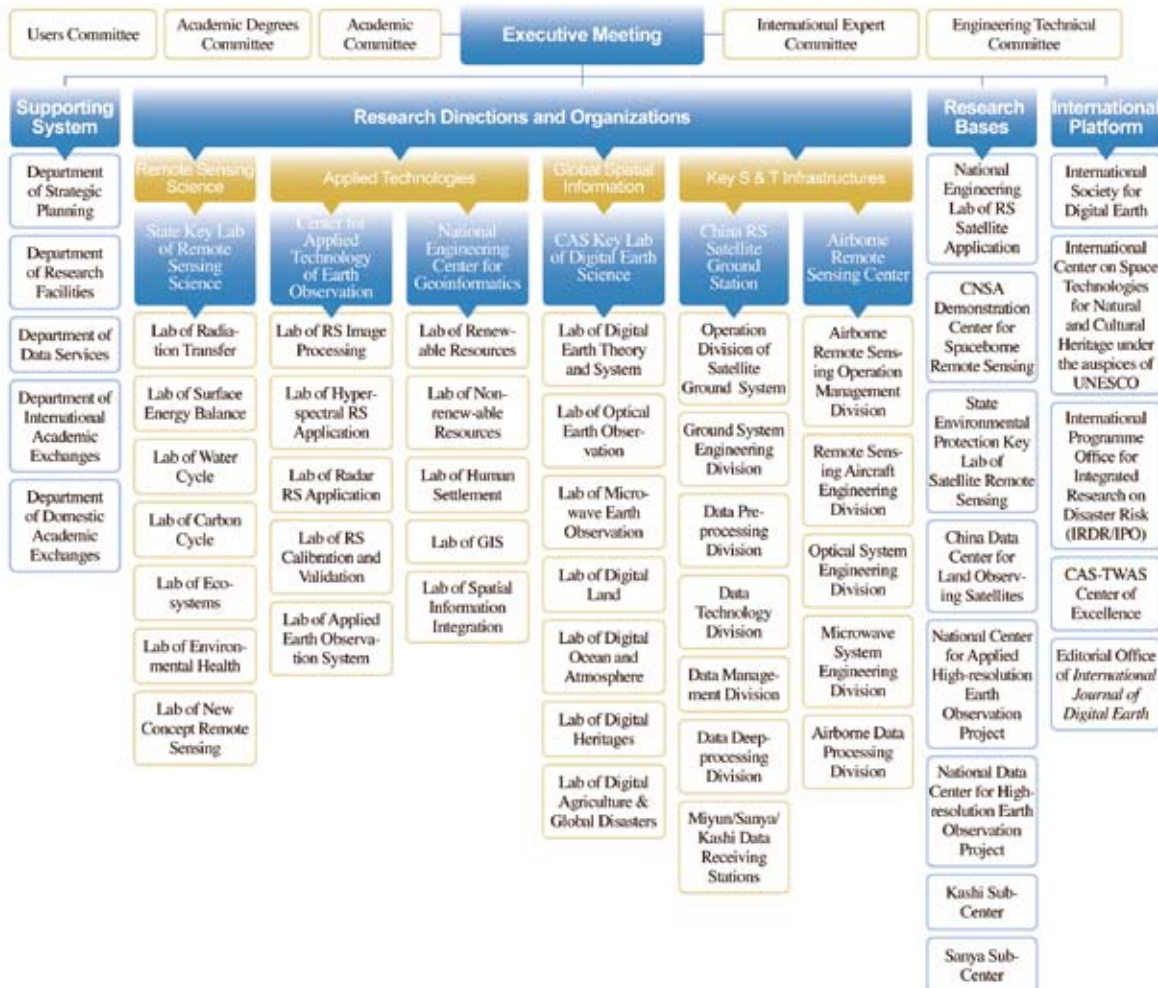 Users Committee
Academic Degrees
Committee
Academic
Committee
Executive Meeting
International Expert
Committee
Engineering Technical
Committee
Supporting
System
Research Directions and Organizations
Research
Bases
International
Platform
Department
of Strategic
Planning
Department
of Research
Facilities
Department of
Data Services
Department of
International
Academic
Exchanges
Department
of Domestic
Academic
Exchanges
Remote Sensing
Science
Applied Technologies
Global Spatial
Information
Key S & T Infrastructures
State Key Lab
of Remote
Sensing
Science
Lab of Radia-
tion Transfer
Lab of Surface
Energy Balance
Lab of Water
Cycle
Lab of
Carbon Cycle
Lab of Eco-
systems
Lab of Environ-
mental Health
Lab of New
Concept Remote
Sensing
Center for
Applied
Technology
of Earth
Observation
Lab of RS Image
Processing
Lab of Hyper-
spectral RS
Application
Lab of Radar
RS Application
Lab of RS
Calibration and
Validation
Lab of Applied
Earth Observa-
tion System
National
Engineering
Center for
Geoinformatics
Lab of Renew-
able Resources
Lab of Non-
renew-able
Resources
Lab of Human
Settlement
Lab of GIS
Lab of Spatial
Information
Integration
CAS Key Lab
of Digital Earth
Science
Lab of Digital
Earth Theory
and System
Lab of Optical
Earth Obser-
vation
Lab of Micro-
wave Earth
Observation
Lab of Digital
Land
Lab of Digital
Ocean and
Atmosphere
Lab of Digital
Heritages
Lab of Digital
Agriculture &
Global Disasters
China RS
Satellite
Ground
Station
Operation
Division of
Satellite
Ground System
Ground System
Engineering
Division
Data Pre-
processing
Division
Data
Technology
Division
Data Manage-
ment Division
Data Deep-
processing
Division
Miyun/Sanya/
Kashi Data
Receiving
Stations
Airborne
Remote
Sensing Center
Airborne
Remote Sens-
ing Operation
Management
Division
Remote Sens-
ing Aircraft
Engineering
Division
Optical System
Engineering
Division
Microwave
System
Engineering
Division
Airborne Data
Processing
Division
National
Engineering
Lab of RS
Satellite
Application
CNSA
Demonstration
Center for
Spaceborne
Remote Sensing
State
Environmental
Protection Key
Lab of
Satellite Remote
Sensing
China Data
Center for
Land Observ-
ing Satellites
National Center
for Applied
High-resolution
Earth
Observation
Project
National Data
Center for High-
resolution Earth
Observation
Project
Kashi Sub-
Center
Sanya Sub-
Center
International
Society for
Digital Earth
International
Center on Space
Technologies
for Natural
and Cultural
Heritage under
the auspices of
UNESCO
International
Programme
Office for
Integrated
Research on
Disaster Risk
(IRDR/IPO)
CAS-TWAS
Center of
Excellence
Editorial Office
of International
Journal of
Digital Earth